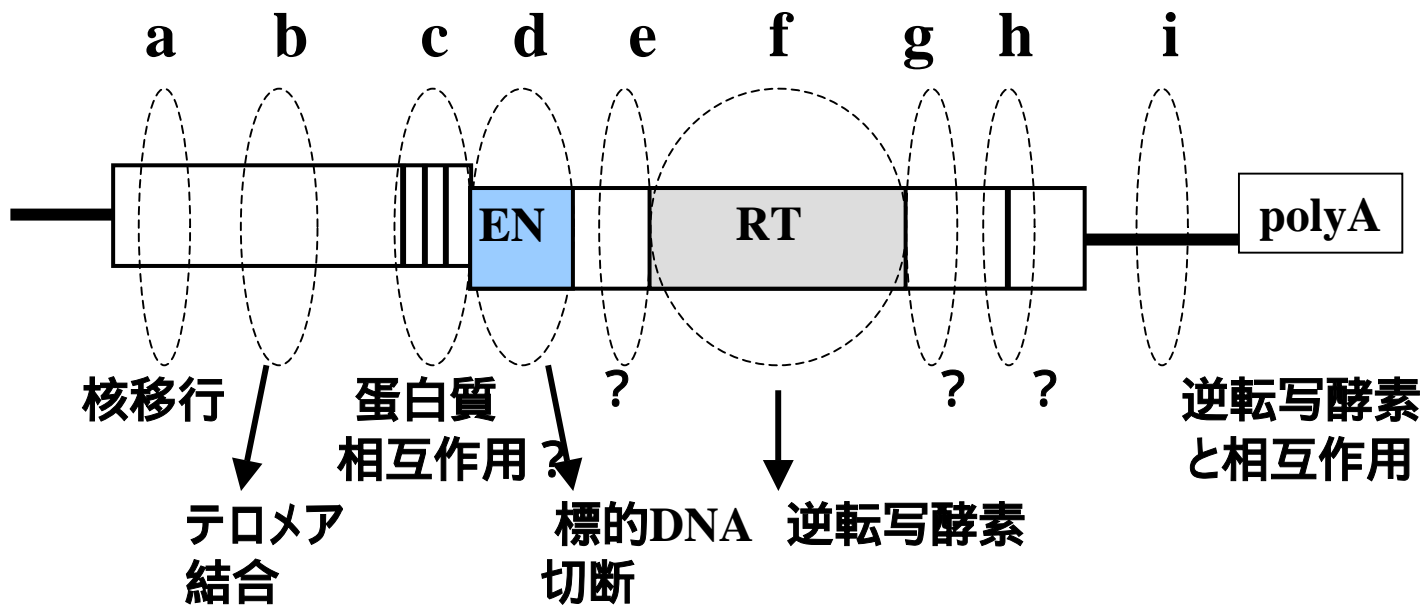 a b c d e f g h i
EN
RT
polyA
核移行
蛋白質
相互作用?
?
?
?
逆転写酵素
と相互作用
テロメア
結合
標的DNA
切断
逆転写酵素